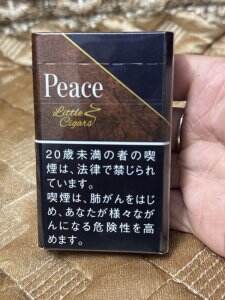 Peace
Little
Cigars
20歳未満の者の喫
煙は、法律で禁じられ
ています。
喫煙は、肺がんをはじ
め、あなたが様々なが
んになる危険性を高
めます。